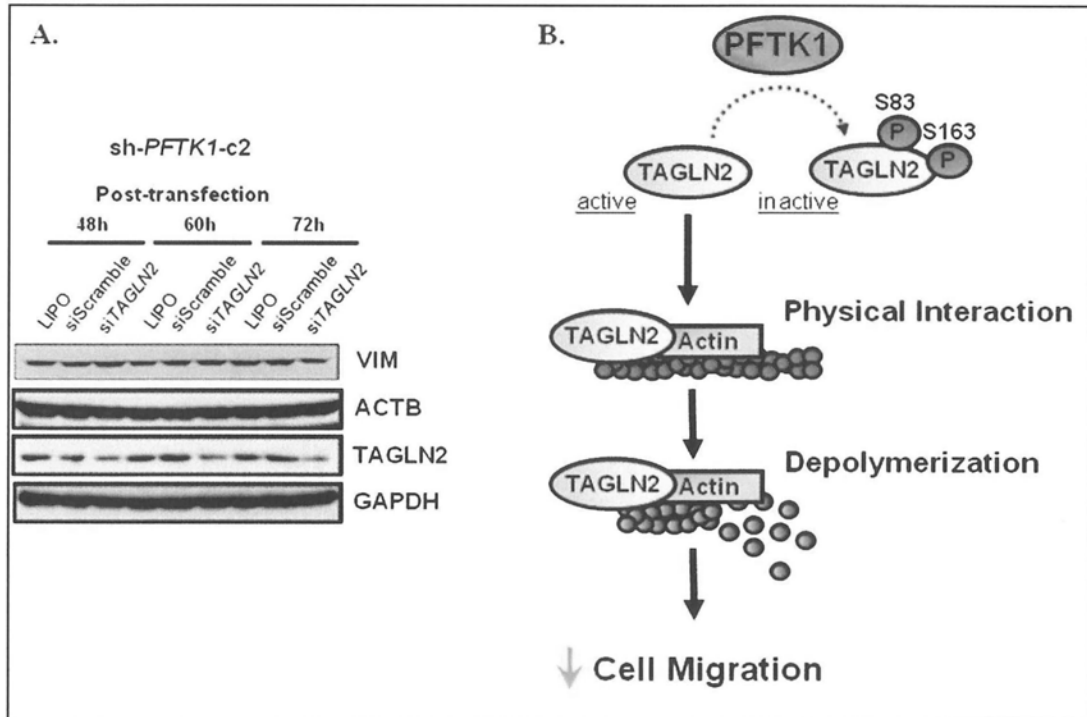 A.
sh-PFTK1-c2
Post-transfection
48h 60h 72h
LIPO siScramble siTAGLN2 LIPO siScramble siTAGLN2 LIPO siScramble siTAGLN2
VIM
ACTB
TAGLN2
GAPDH
B.
PFTK1
S83
P S163
TAGLN2 TAGLN2 P
active inactive
Physical Interaction
TAGLN2 Actin
Depolymerization
TAGLN2 Actin
↓ Cell Migration